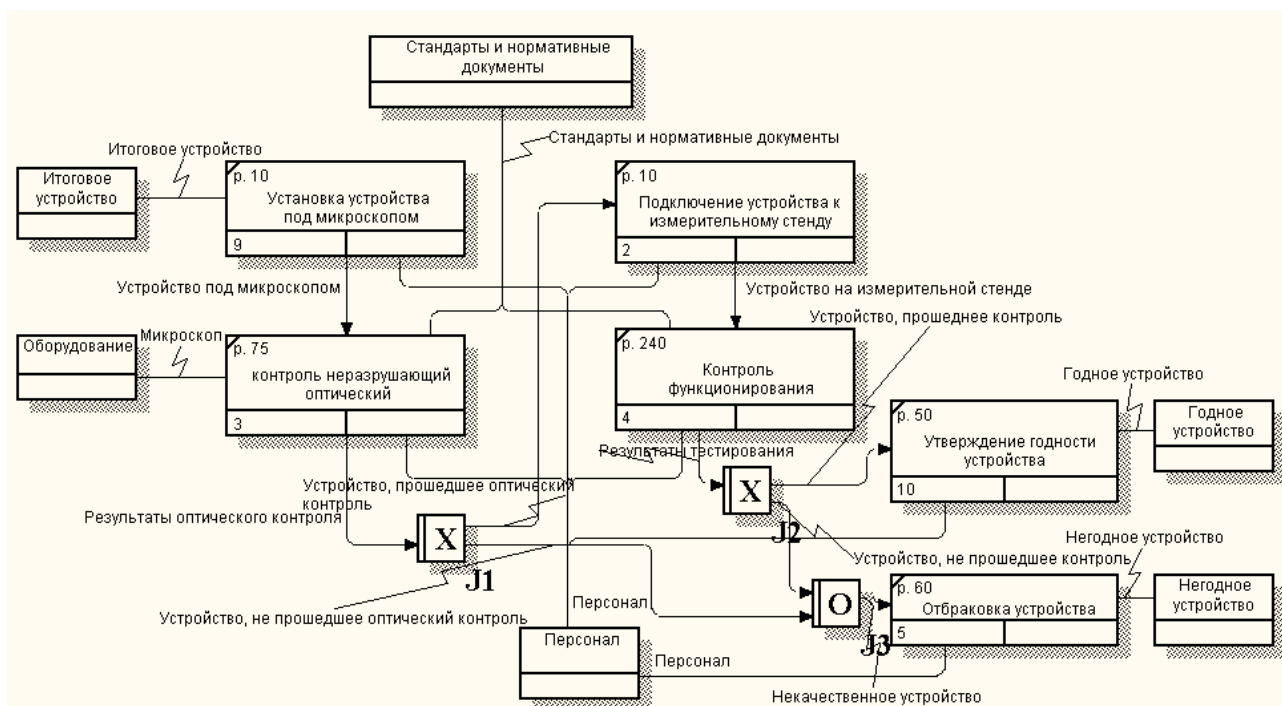 Стандарты и нормативные
документы
Стандарты и нормативные документы
Итоговое устройство
Итоговое
устройство
р. 10
Установка устройства
под микроскопом
9
р. 10
Подключение устройства к
измерительному стенду
2
Устройство под микроскопом
Устройство на измерительной стенде
Устройство, прошеднее контроль
Оборудование
Микроскоп
р. 75
контроль неразрушающий
оптический
3
р. 240
Контроль
функционирования
4
Годное устройство
р. 50
Утверждение годности
устройства
10
Годное
устройство
Результаты тестирования
X
J2
Устройство, прошедшее оптический
контроль
Результаты оптического контроля
X
J1
Устройство, не прошедшее контроль
Негодное устройство
р. 60
Отбраковка устройства
5
Негодное
устройство
Персонал
O
J3
Устройство, не прошедшее оптический контроль
Персонал
Персонал
Некачественное устройство